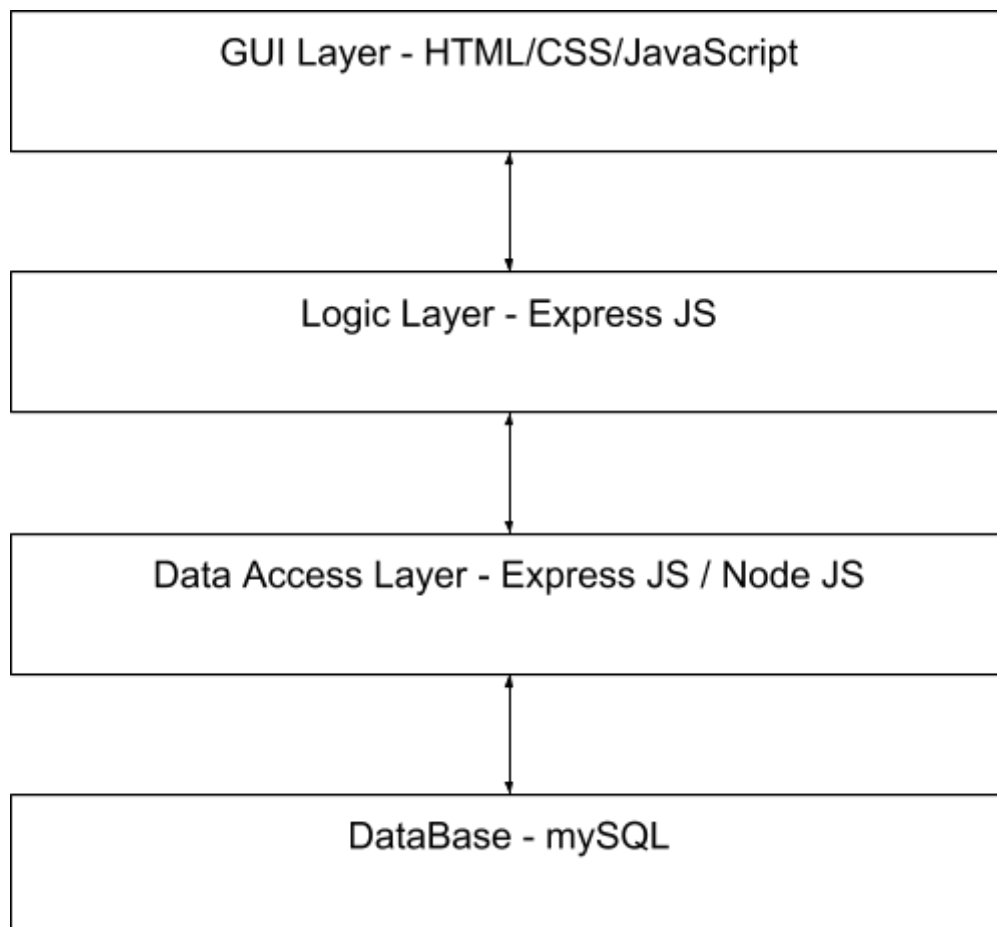 GUI Layer - HTML/CSS/JavaScript
Logic Layer - Express JS
Data Access Layer - Express JS / Node JS
DataBase - mySQL